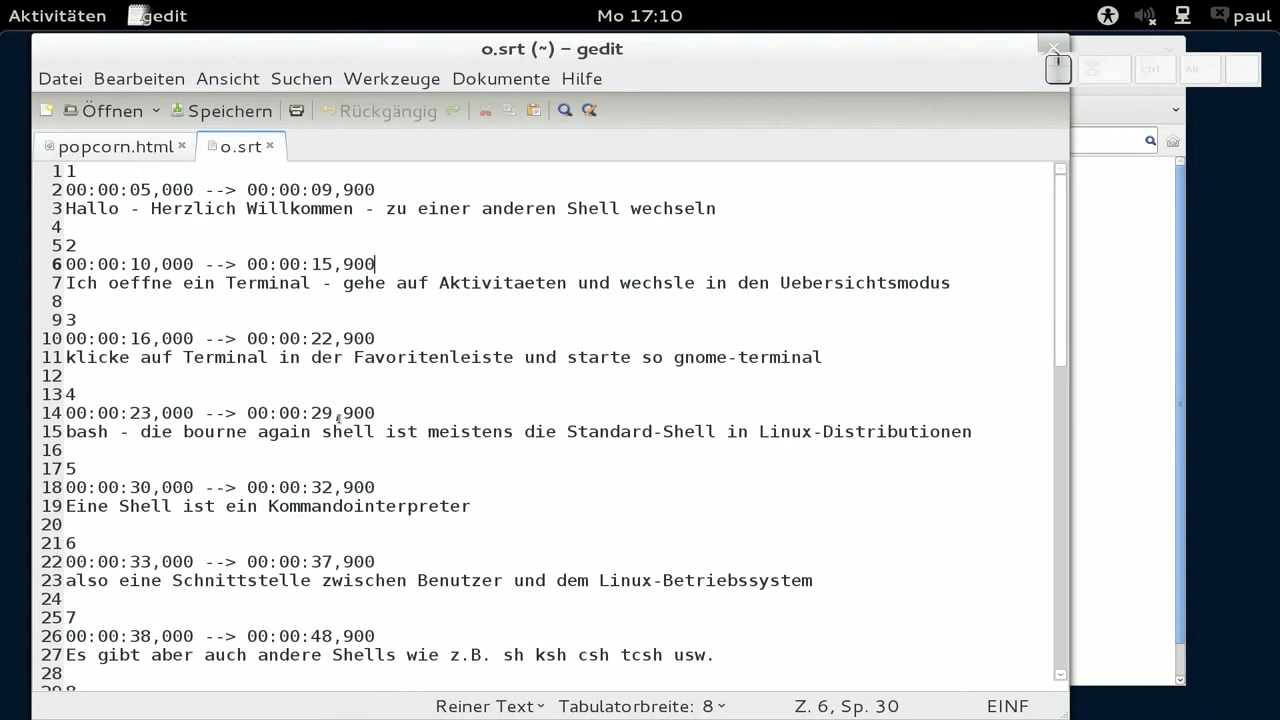 Aktivitäten gedit Mo 17:10 paul
o.srt (~) – gedit
Datei Bearbeiten Ansicht Suchen Werkzeuge Dokumente Hilfe
Ctrl Alt
Öffnen Speichern Rückgängig
popcorn.html o.srt
1 1
2 00:00:05,000 --> 00:00:09,900
3 Hallo - Herzlich Willkommen - zu einer anderen Shell wechseln
4
5 2
6 00:00:10,000 --> 00:00:15,900
7 Ich oeffne ein Terminal - gehe auf Aktivitaeten und wechsle in den Uebersichtsmodus
8
9 3
10 00:00:16,000 --> 00:00:22,900
11 klicke auf Terminal in der Favoritenleiste und starte so gnome-terminal
12
13 4
14 00:00:23,000 --> 00:00:29,900
15 bash - die bourne again shell ist meistens die Standard-Shell in Linux-Distributionen
16
17 5
18 00:00:30,000 --> 00:00:32,900
19 Eine Shell ist ein Kommandointerpreter
20
21 6
22 00:00:33,000 --> 00:00:37,900
23 also eine Schnittstelle zwischen Benutzer und dem Linux-Betriebssystem
24
25 7
26 00:00:38,000 --> 00:00:48,900
27 Es gibt aber auch andere Shells wie z.B. sh ksh csh tcsh usw.
28
29 8
Reiner Text Tabulatorbreite: 8 Z. 6, Sp. 30 EINF